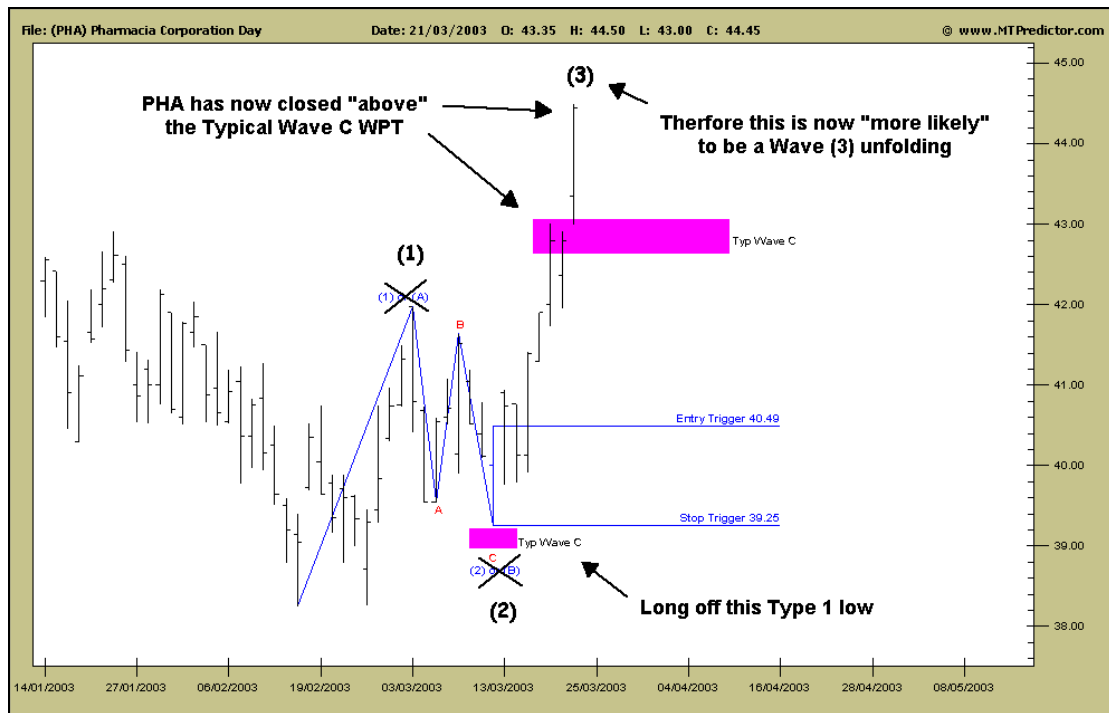 File: (PHA) Pharmacia Corporation Day Date: 21/03/2003 O: 43.35 H: 44.50 L: 43.00 C: 44.45 @ www.MTPredictor.com
45.00
(3)
PHA has now closed "above"
the Typical Wave C WPT
Therfore this is now "more likely"
to be a Wave (3) unfolding
44.00
43.00
Typ Wave C
(1)
(1) or (A)
42.00
B
41.00
Entry Trigger 40.49
40.00
A
Stop Trigger 39.25
Typ Wave C
39.00
C
(2) or (B)
(2)
Long off this Type 1 low
38.00
14/01/2003 27/01/2003 06/02/2003 19/02/2003 03/03/2003 13/03/2003 25/03/2003 04/04/2003 16/04/2003 28/04/2003 08/05/2003